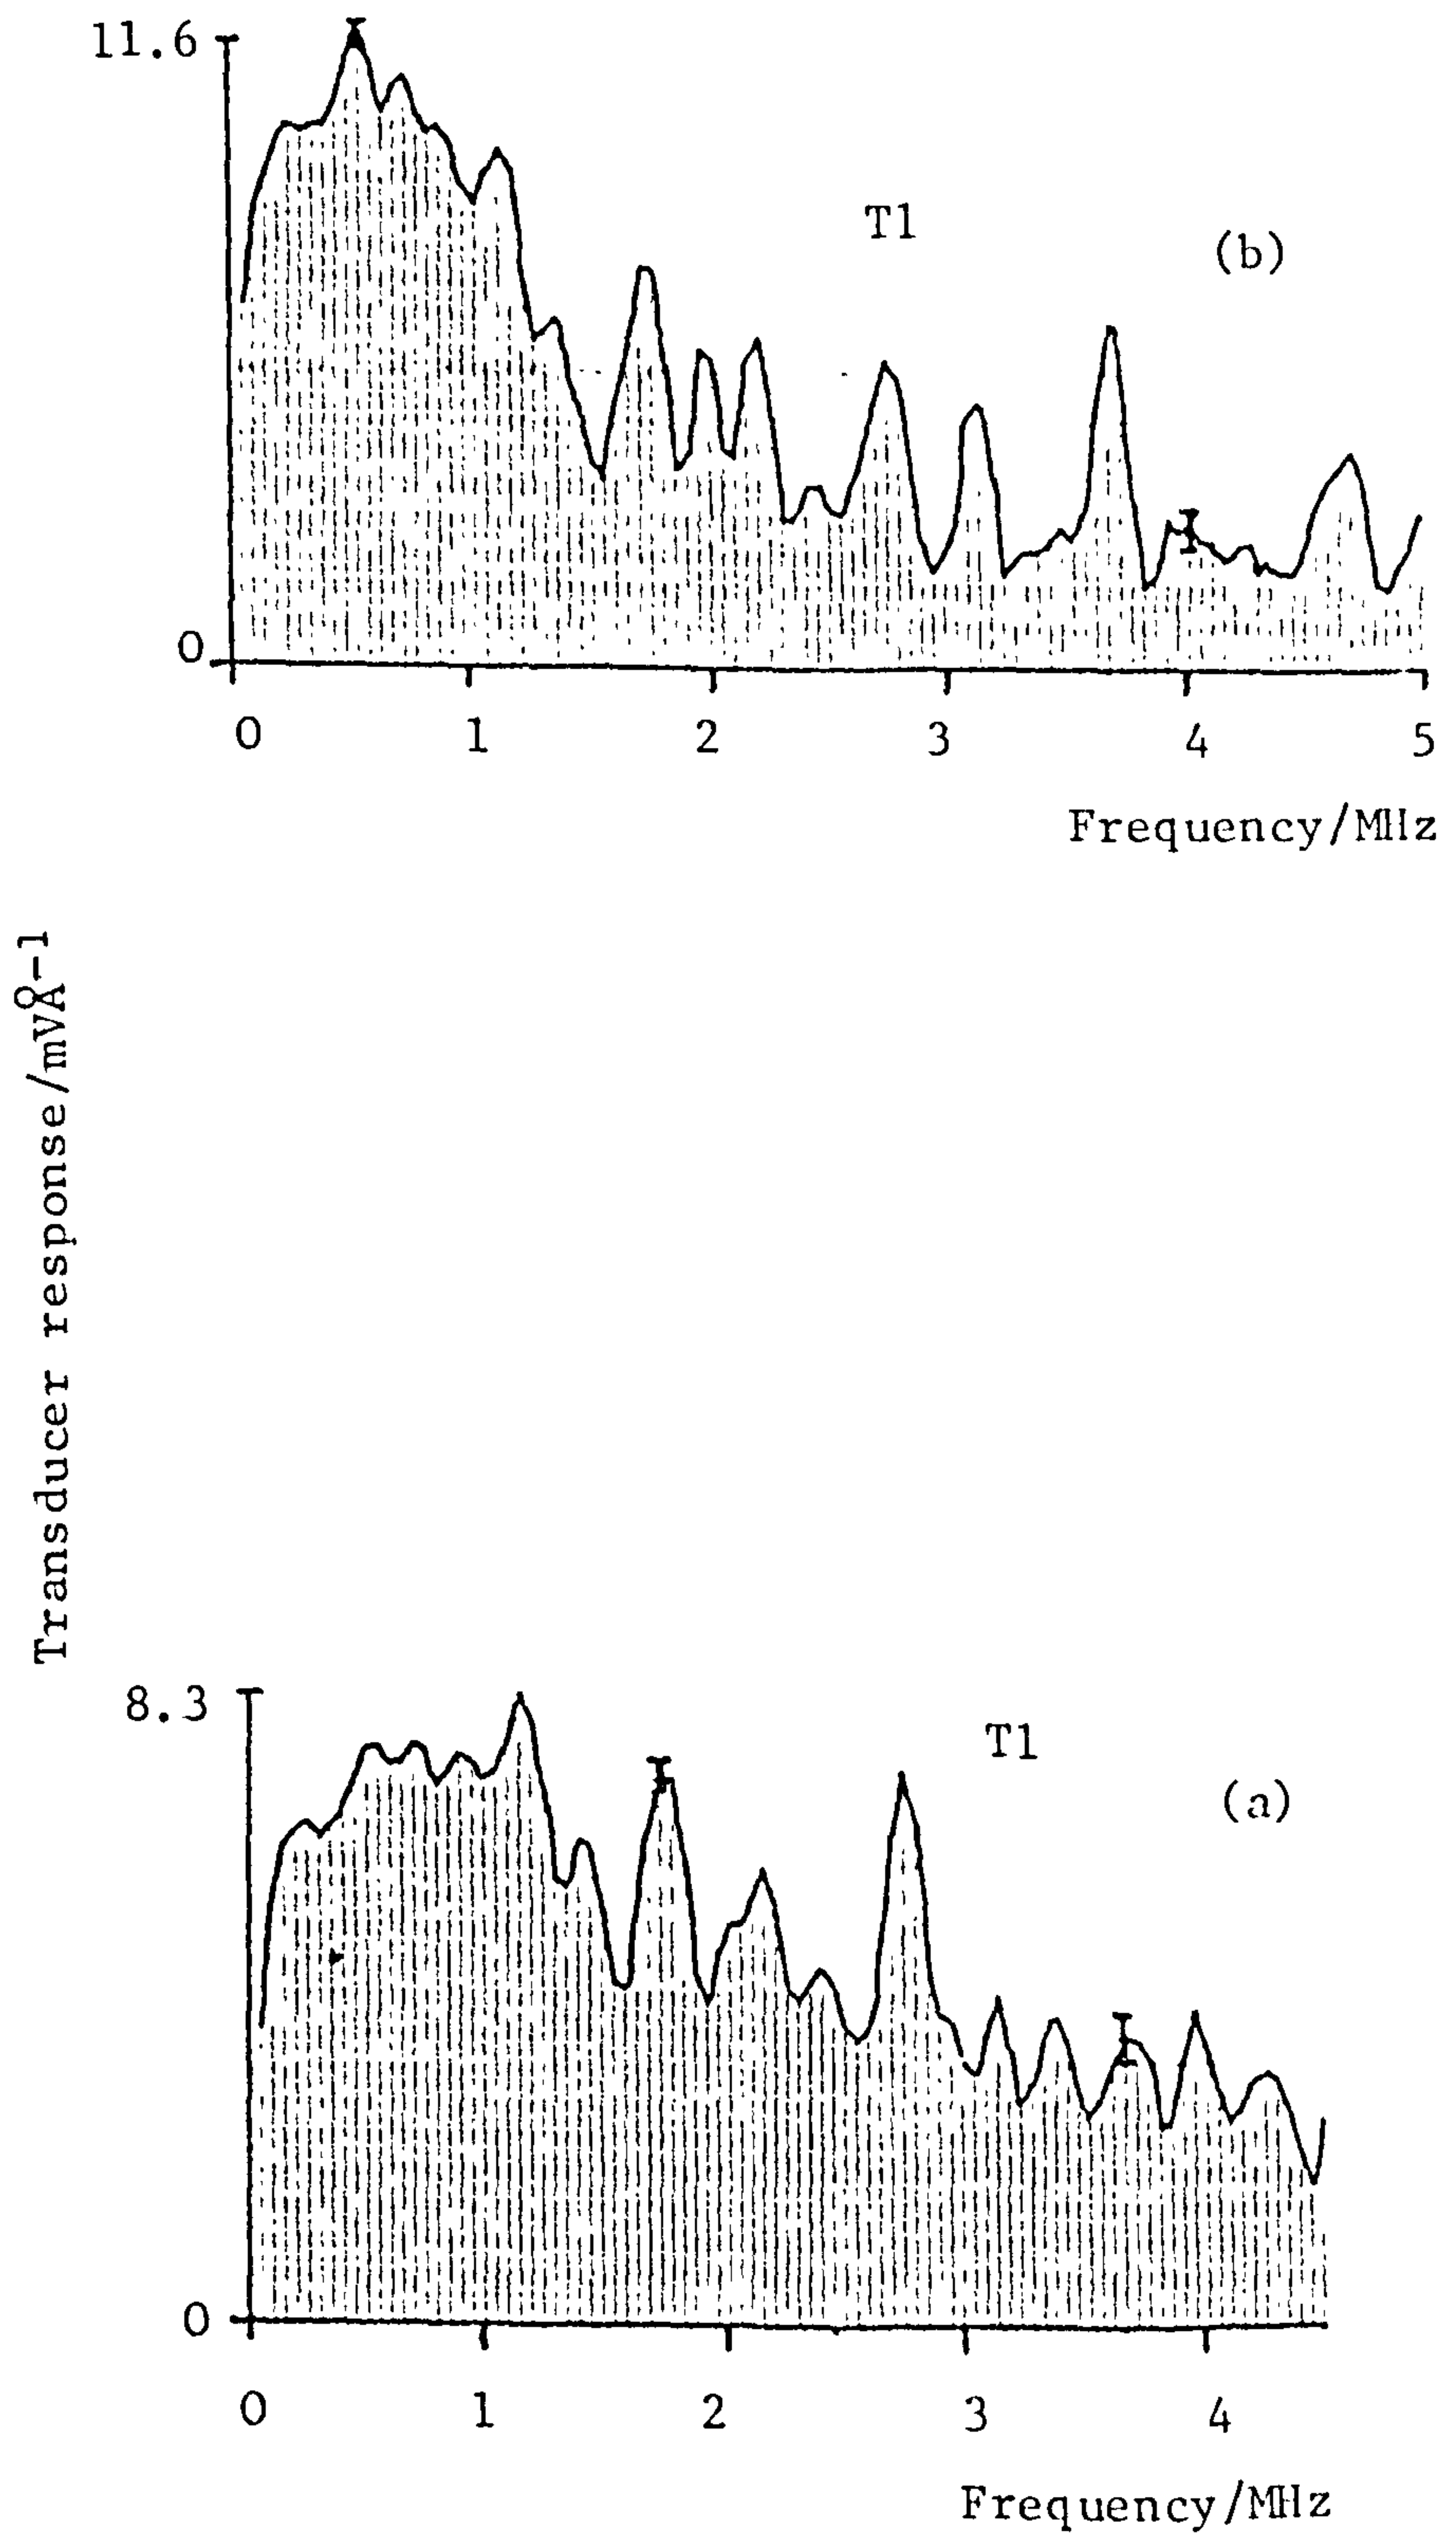 11.6
T1
(b)
0
0 1 2 3 4 5
Frequency/MHz
Transducer response/mVÅ⁻¹
8.3
T1
(a)
0
0 1 2 3 4
Frequency/MHz